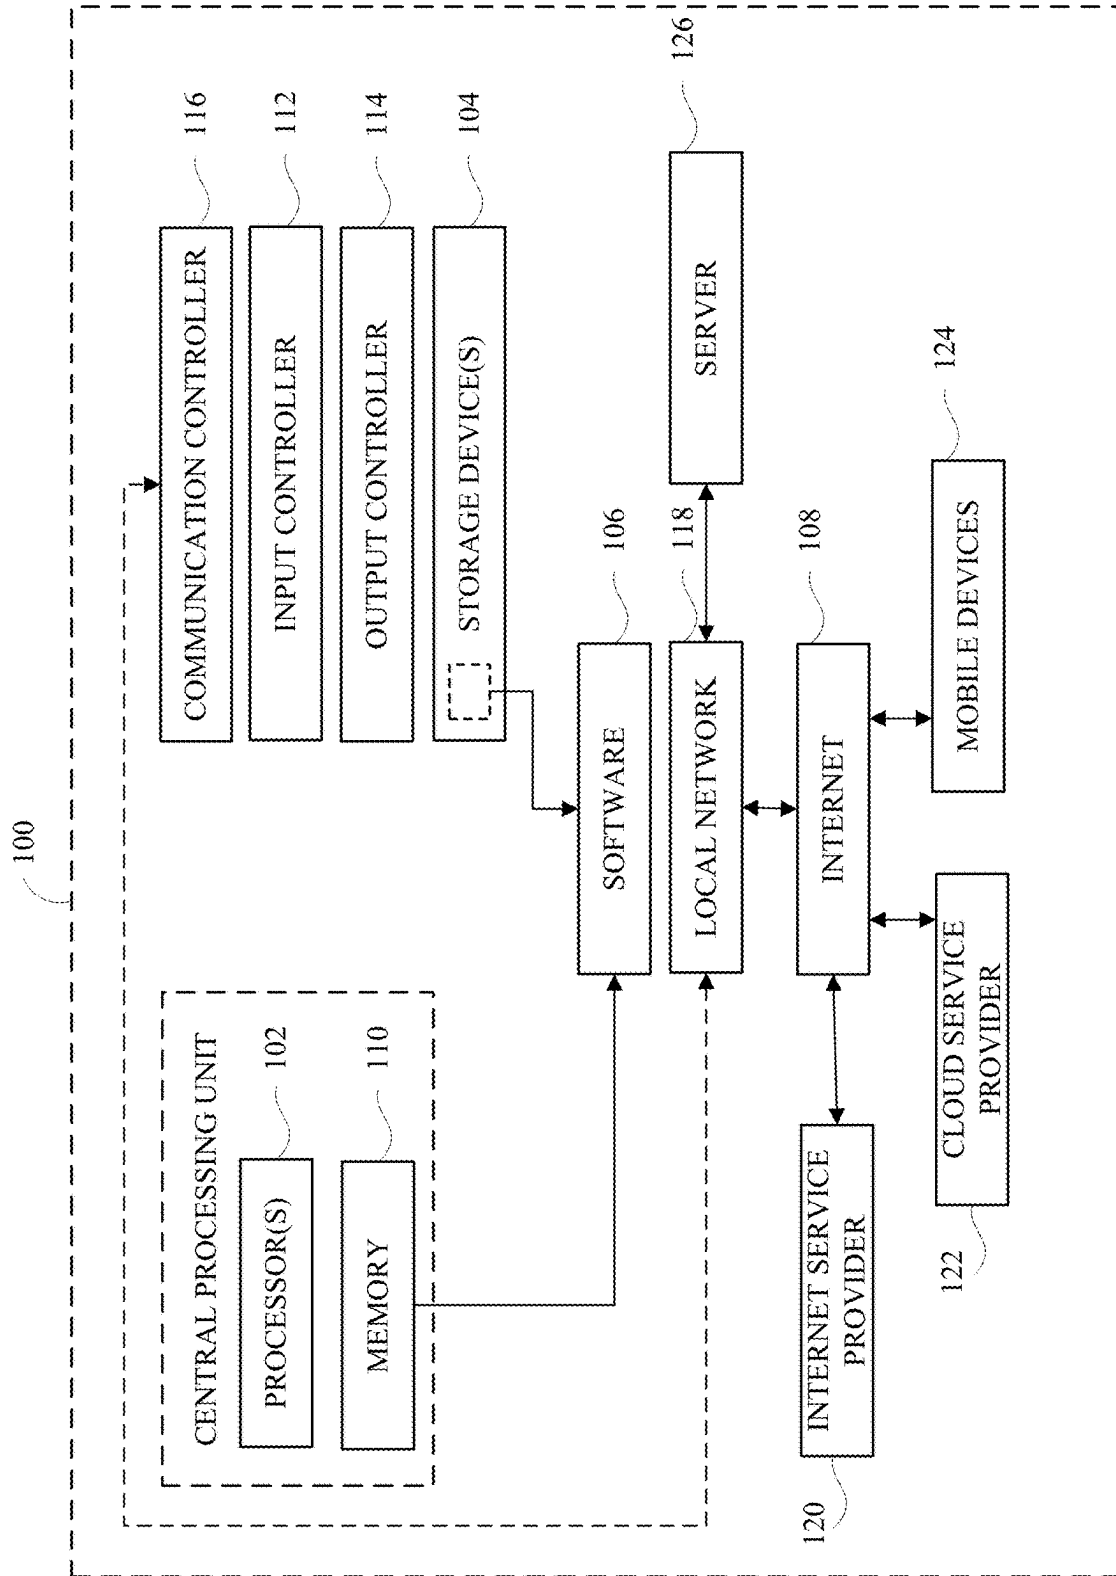 100
CENTRAL PROCESSING UNIT
PROCESSOR(S)
102
MEMORY
110
COMMUNICATION CONTROLLER
116
INPUT CONTROLLER
112
OUTPUT CONTROLLER
114
STORAGE DEVICE(S)
104
SOFTWARE
106
LOCAL NETWORK
118
SERVER
126
INTERNET
108
INTERNET SERVICE
PROVIDER
120
CLOUD SERVICE
PROVIDER
122
MOBILE DEVICES
124